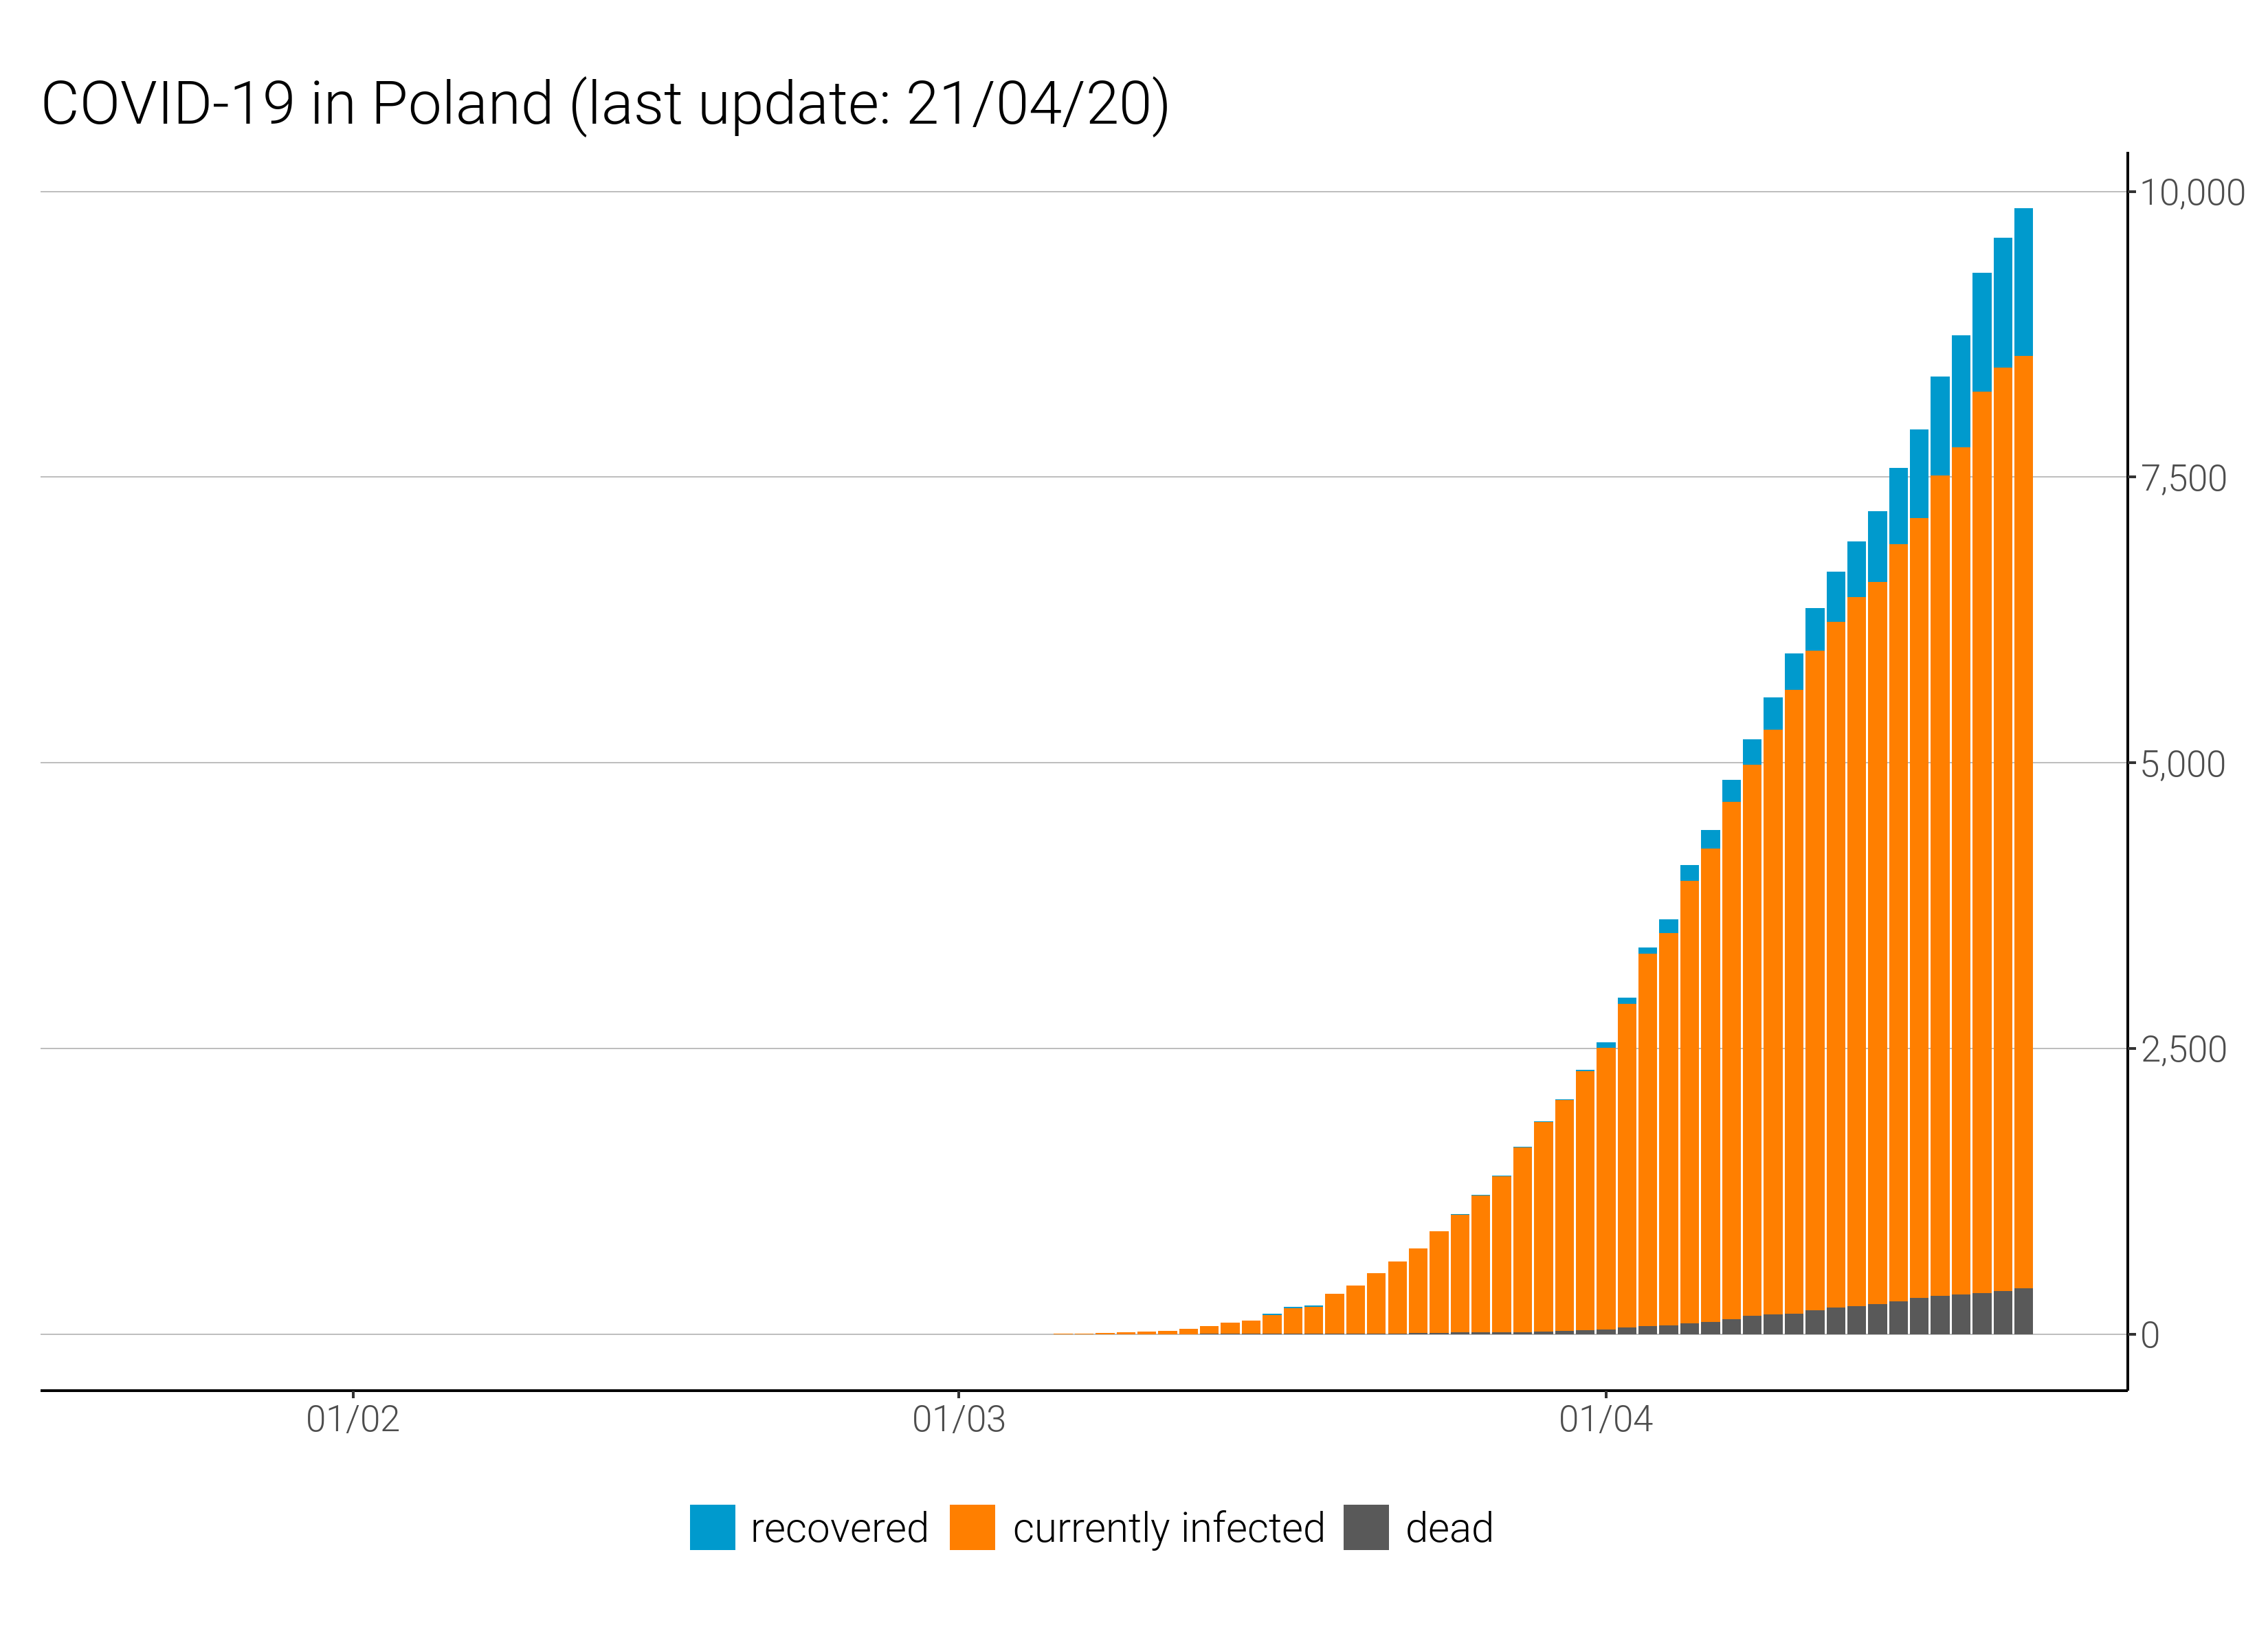 COVID-19 in Poland (last update: 21/04/20)
10,000
7,500
5,000
2,500
0
01/02 01/03 01/04
recovered currently infected dead